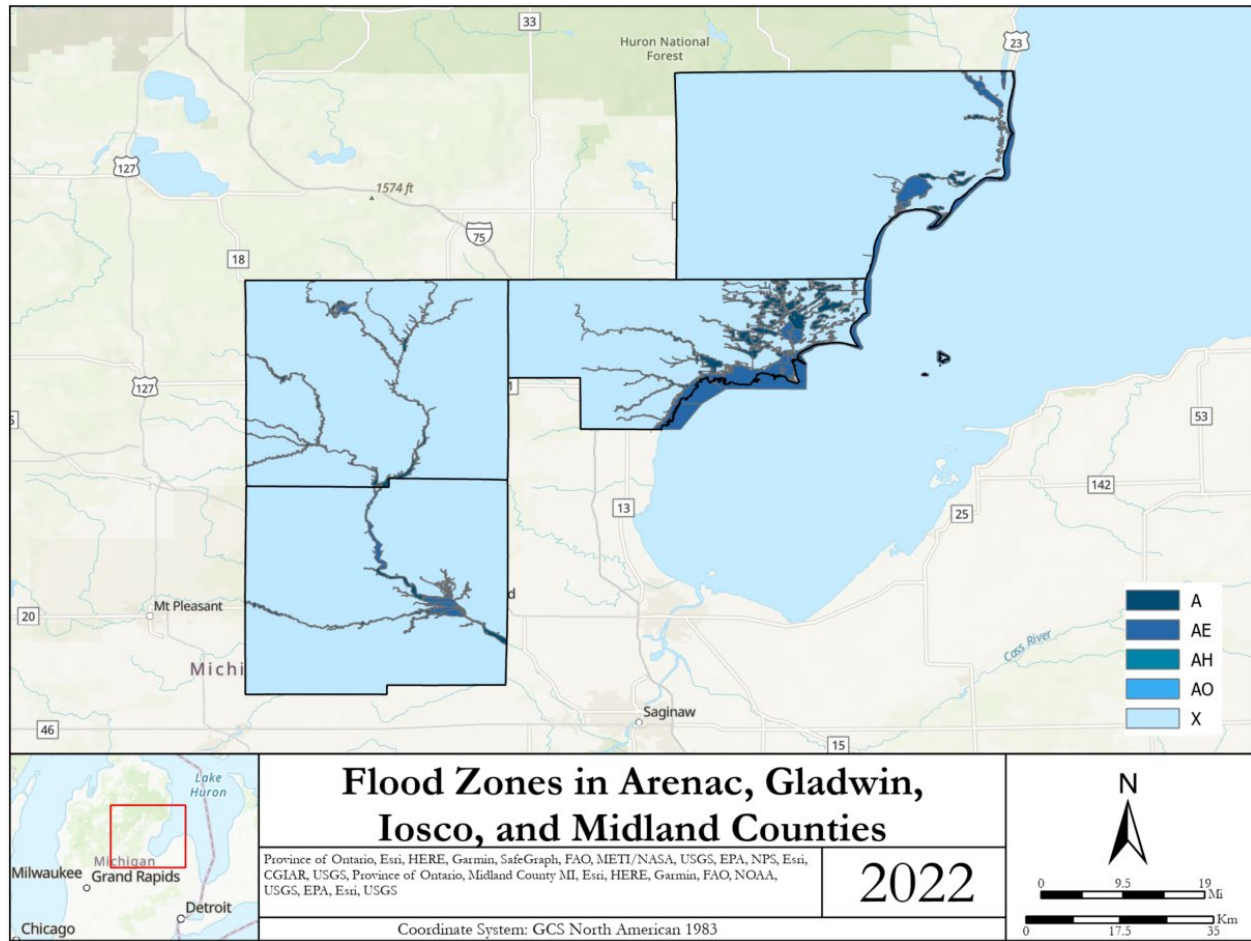 33
Huron National
Forest
23
127
1574 ft
75
18
127
13
53
142
25
20
Mt Pleasant
d
Michi
Cass River
Saginaw
46
15
A
AE
AH
AO
X
Lake
Huron
Michigan
Milwaukee
Grand Rapids
Detroit
Chicago
Flood Zones in Arenac, Gladwin,
Iosco, and Midland Counties
Province of Ontario, Esri, HERE, Garmin, SafeGraph, FAO, METI/NASA, USGS, EPA, NPS, Esri,
CGIAR, USGS, Province of Ontario, Midland County MI, Esri, HERE, Garmin, FAO, NOAA,
USGS, EPA, Esri, USGS
2022
Coordinate System: GCS North American 1983
N
0 9.5 19
Mi
Km
0 17.5 35